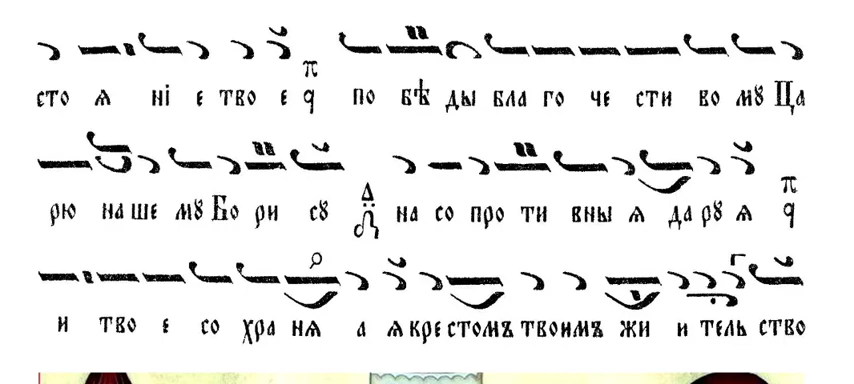 сто ѧ ні е тво е π ҁ по бѣ ды бла го че сти во мꙋ Ца
рю на ше мꙋ Бо ри сꙋ Δ на со про ти вны ѧ да рꙋ ѧ π ҁ
и тво е со хра нѧ а ѧ кре стомъ твоимъ жи и тель ство